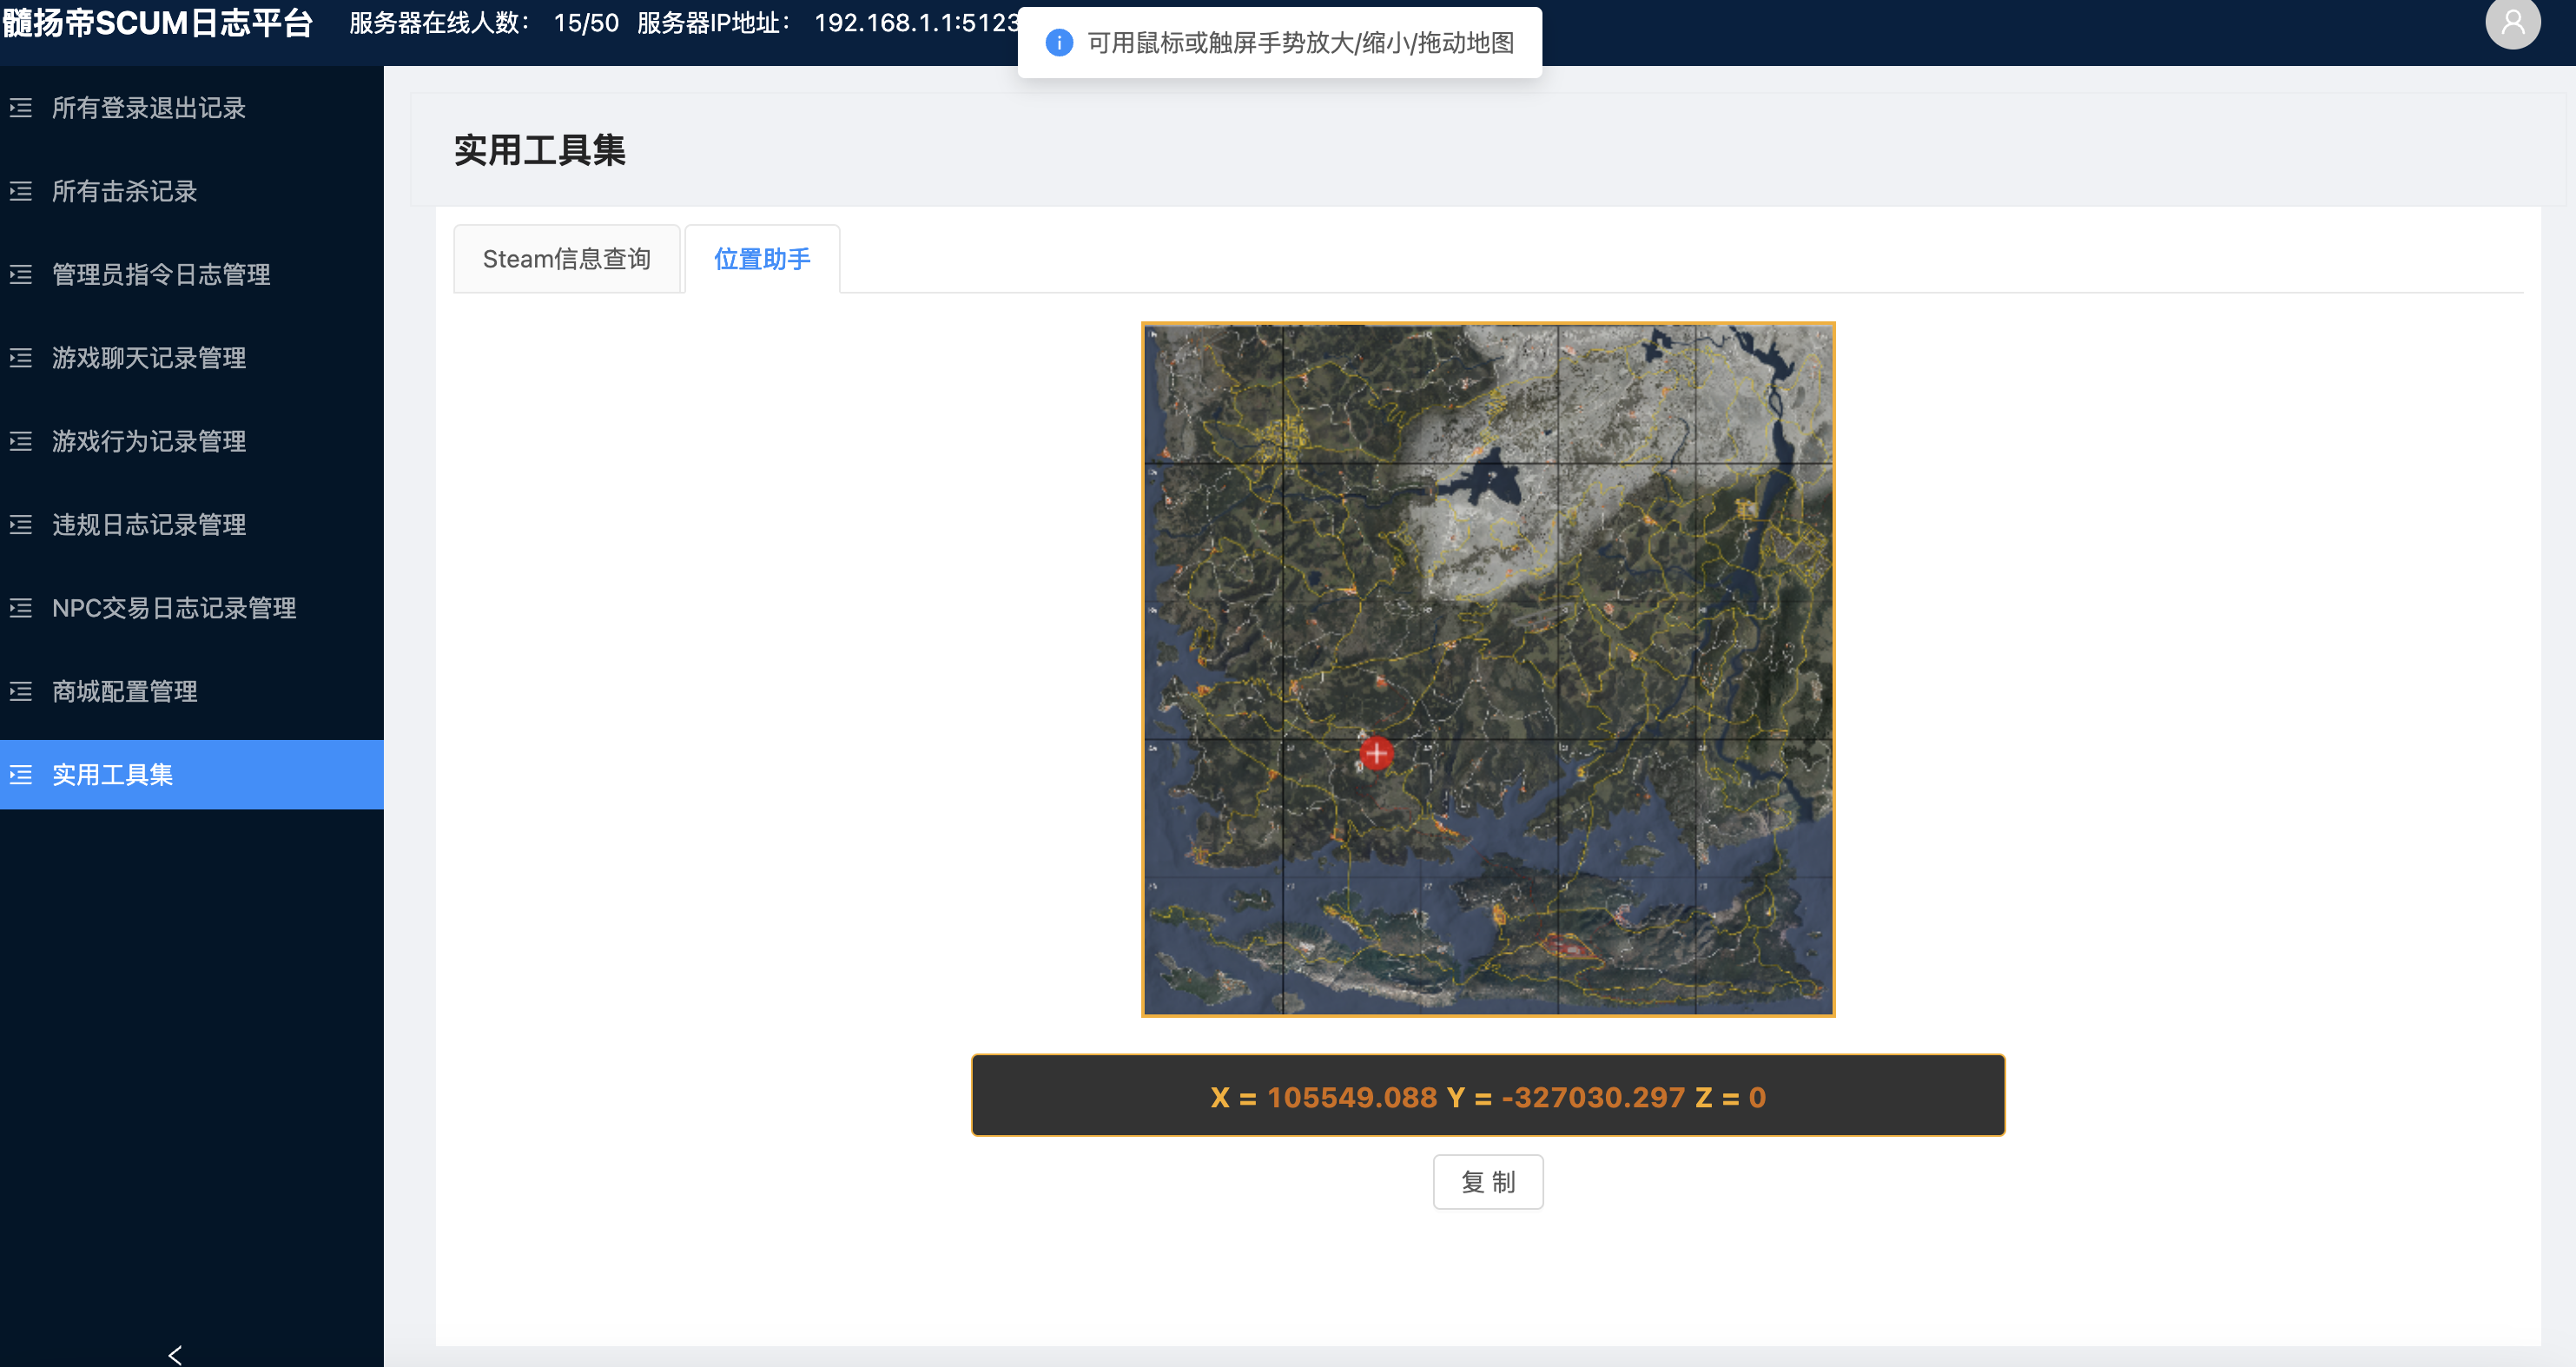 髓扬帝SCUM日志平台 服务器在线人数： 15/50 服务器IP地址： 192.168.1.1:5123
可用鼠标或触屏手势放大/缩小/拖动地图
所有登录退出记录
所有击杀记录
管理员指令日志管理
游戏聊天记录管理
游戏行为记录管理
违规日志记录管理
NPC交易日志记录管理
商城配置管理
实用工具集
实用工具集
Steam信息查询
位置助手
X = 105549.088 Y = -327030.297 Z = 0
复 制